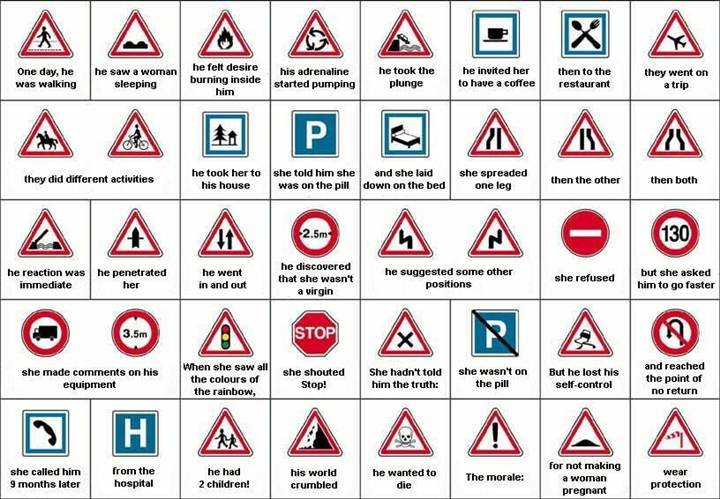 One day, he
was walking
he saw a woman
sleeping
he felt desire
burning inside
him
his adrenaline
started pumping
he took the
plunge
he invited her
to have a coffee
then to the
restaurant
they went on
a trip
they did different activities
he took her to
his house
P
she told him she
was on the pill
and she laid
down on the bed
she spreaded
one leg
then the other
then both
he reaction was
immediate
he penetrated
her
he went
in and out
2.5m
he discovered
that she wasn't
a virgin
he suggested some other
positions
she refused
130
but she asked
him to go faster
3.5m
she made comments on his
equipment
When she saw all
the colours of
the rainbow,
STOP
she shouted
Stop!
She hadn't told
him the truth:
P
she wasn't on
the pill
But he lost his
self-control
and reached
the point of
no return
she called him
9 months later
H
from the
hospital
he had
2 children!
his world
crumbled
he wanted to
die
The morale:
for not making
a woman
pregnant
wear
protection